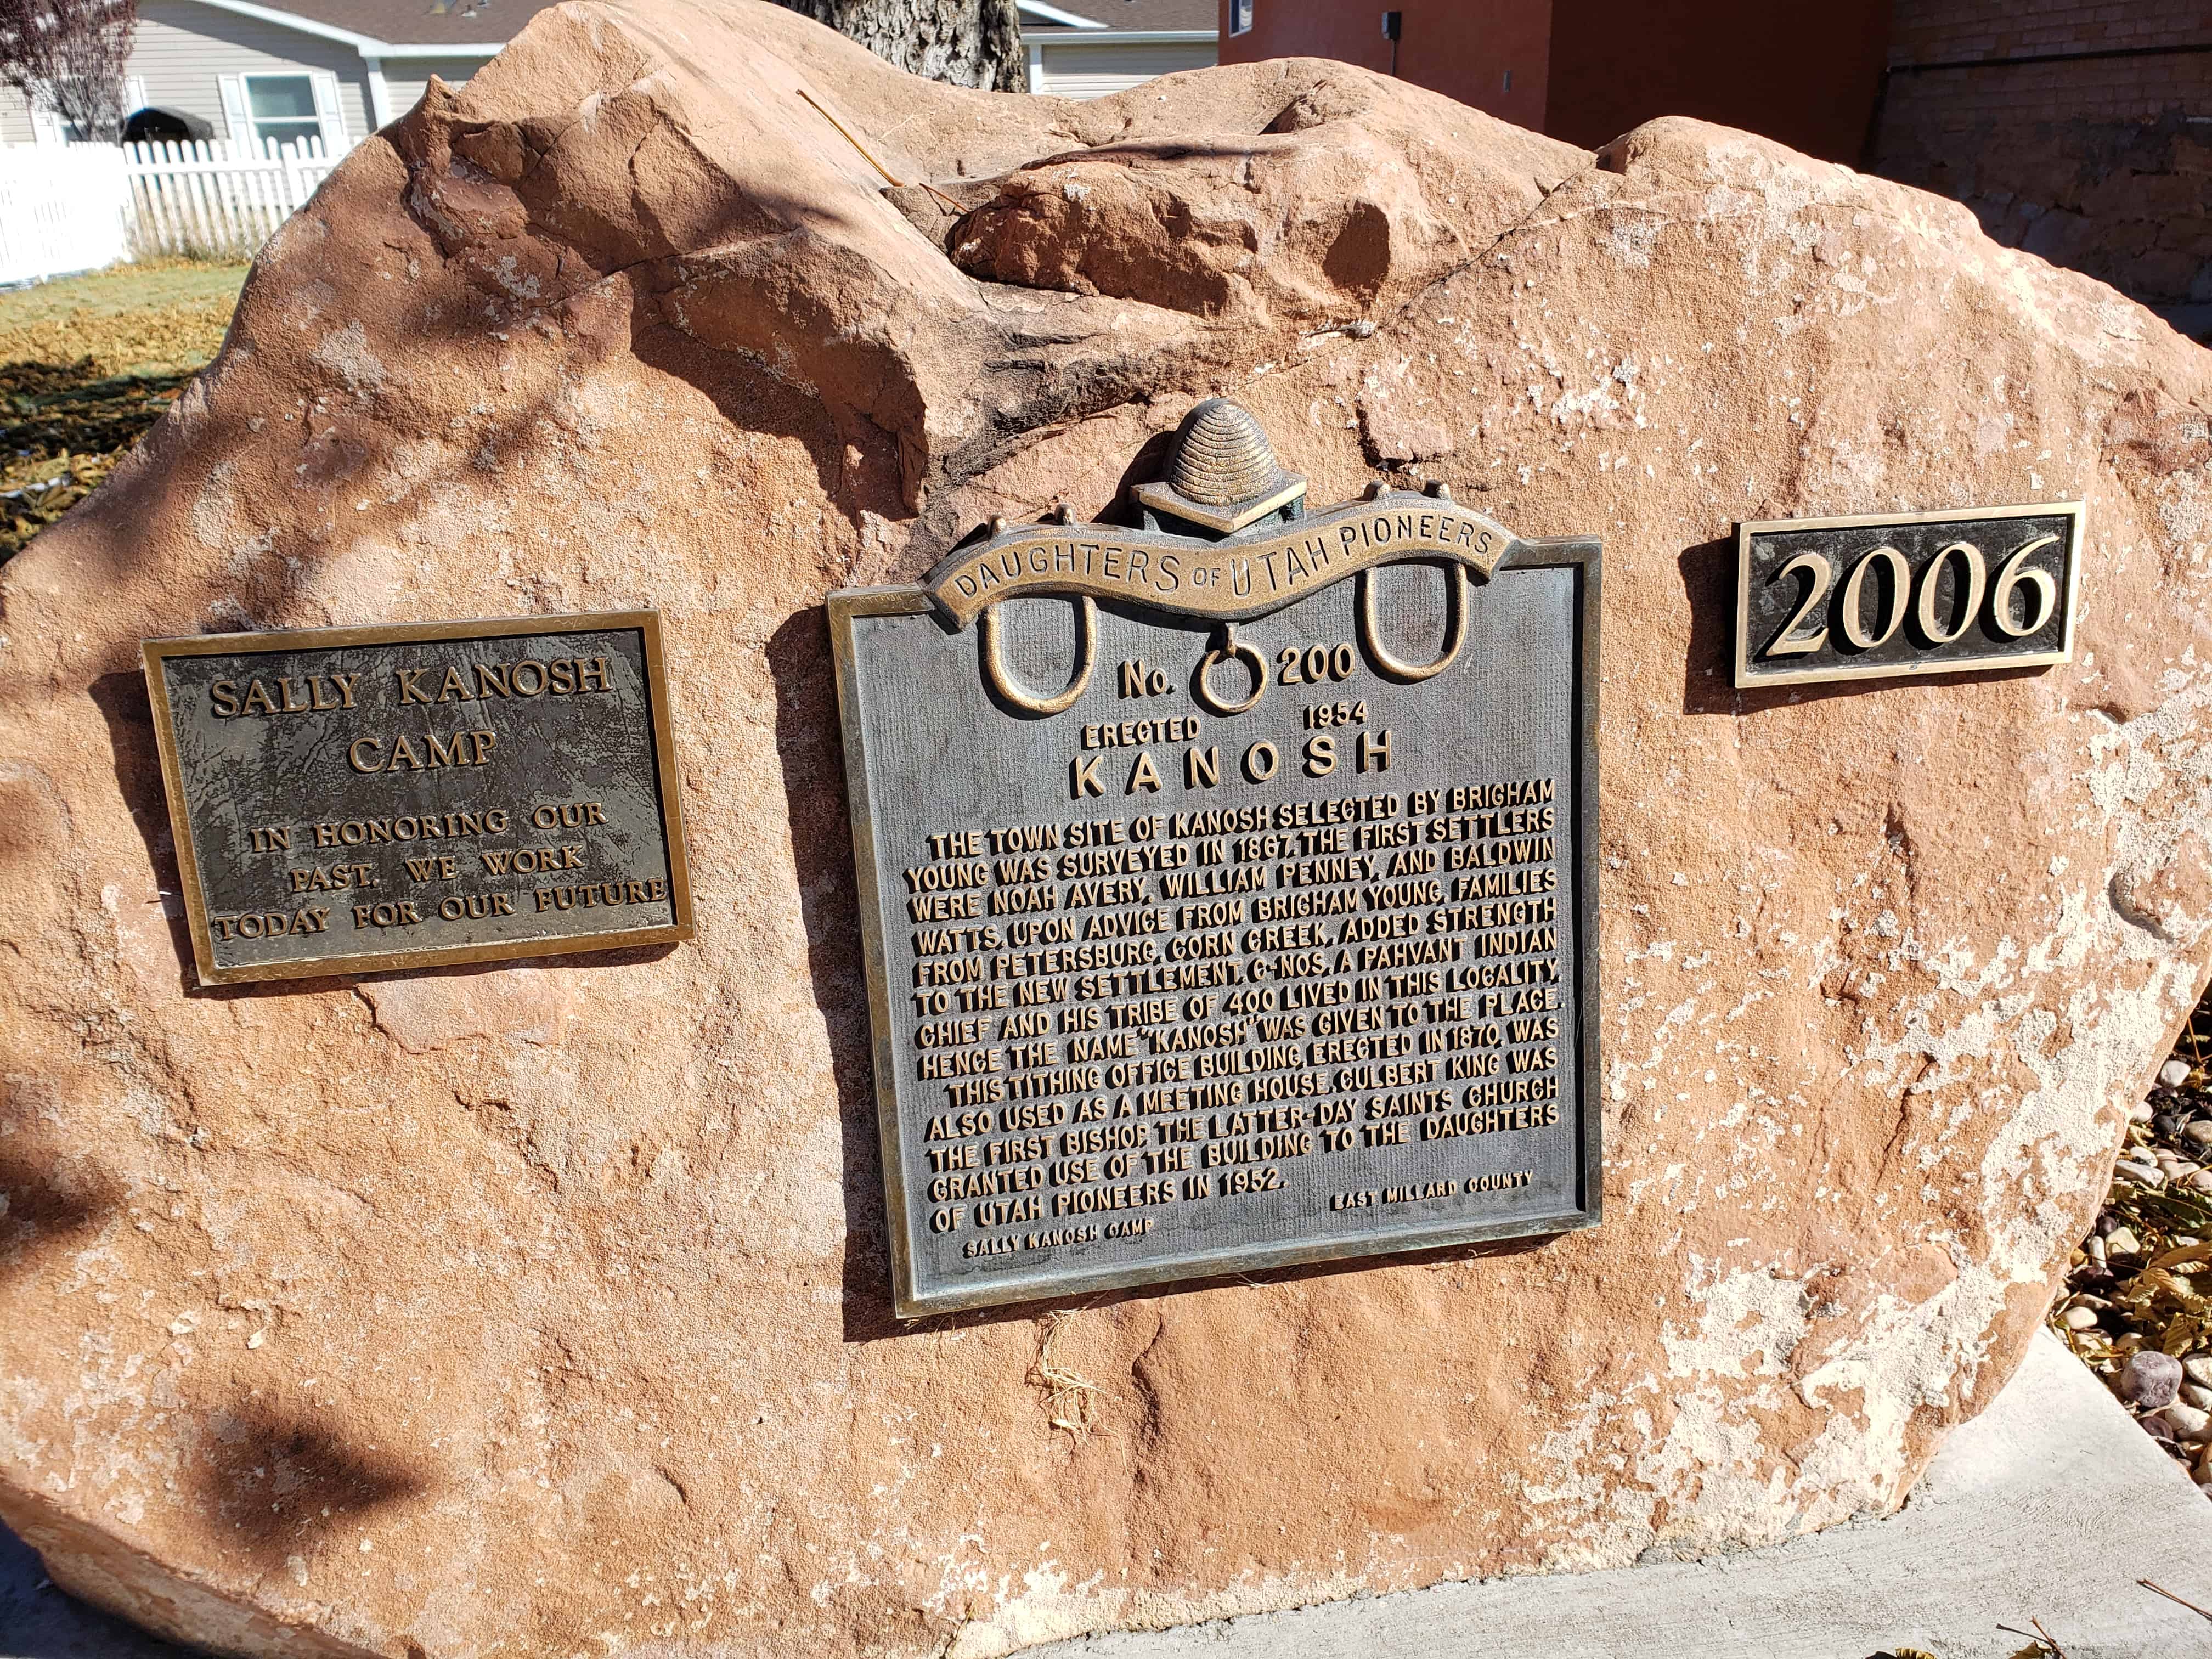 SALLY KANOSH
CAMP
IN HONORING OUR
PAST, WE WORK
TODAY FOR OUR FUTURE
DAUGHTERS OF UTAH PIONEERS
No. 200
ERECTED 1954
KANOSH
THE TOWN SITE OF KANOSH SELECTED BY BRIGHAM
YOUNG WAS SURVEYED IN 1867. THE FIRST SETTLERS
WERE NOAH AVERY, WILLIAM PENNEY, AND BALDWIN
WATTS. UPON ADVICE FROM BRIGHAM YOUNG, FAMILIES
FROM PETERSBURG, CORN CREEK, ADDED STRENGTH
TO THE NEW SETTLEMENT. C-NOS, A PAHVANT INDIAN
CHIEF AND HIS TRIBE OF 400 LIVED IN THIS LOCALITY,
HENCE THE NAME "KANOSH" WAS GIVEN TO THE PLACE.
THIS TITHING OFFICE BUILDING, ERECTED IN 1870, WAS
ALSO USED AS A MEETING HOUSE. CULBERT KING WAS
THE FIRST BISHOP. THE LATTER-DAY SAINTS CHURCH
GRANTED USE OF THE BUILDING TO THE DAUGHTERS
OF UTAH PIONEERS IN 1952.
SALLY KANOSH CAMP EAST MILLARD COUNTY
2006